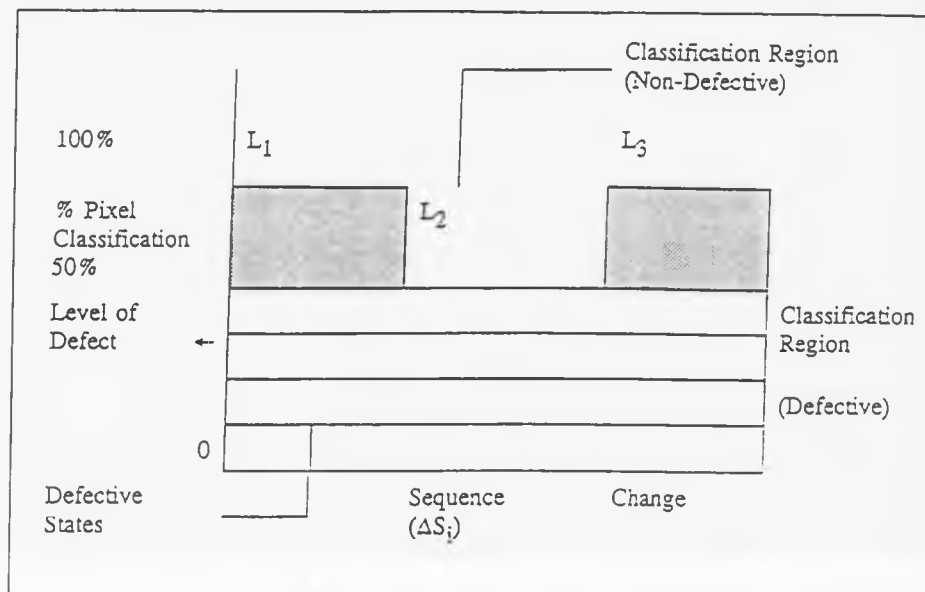 Classification Region
(Non-Defective)
100%
L1
L3
% Pixel
Classification
50%
L2
Level of
Defect
Classification
Region
(Defective)
0
Defective
States
Sequence
(ΔSi)
Change